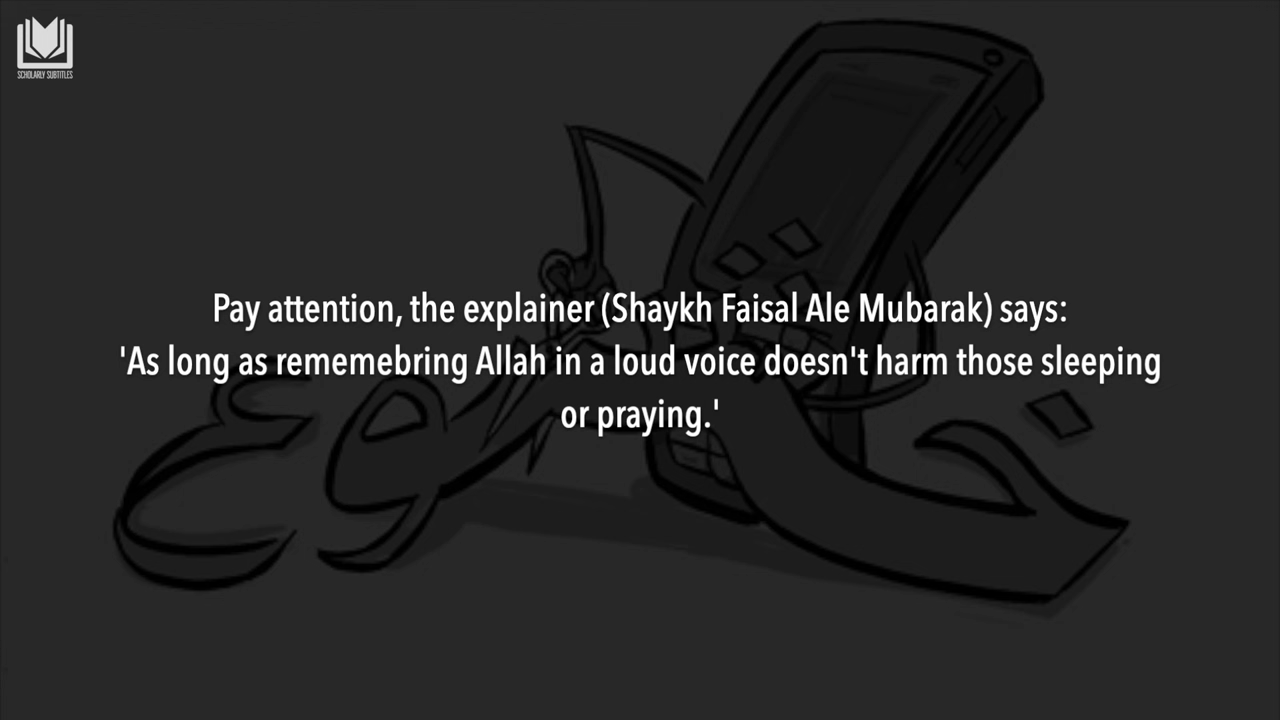 SCHOLARLY SUBTITLES
Pay attention, the explainer (Shaykh Faisal Ale Mubarak) says:
'As long as rememebring Allah in a loud voice doesn't harm those sleeping
or praying.'